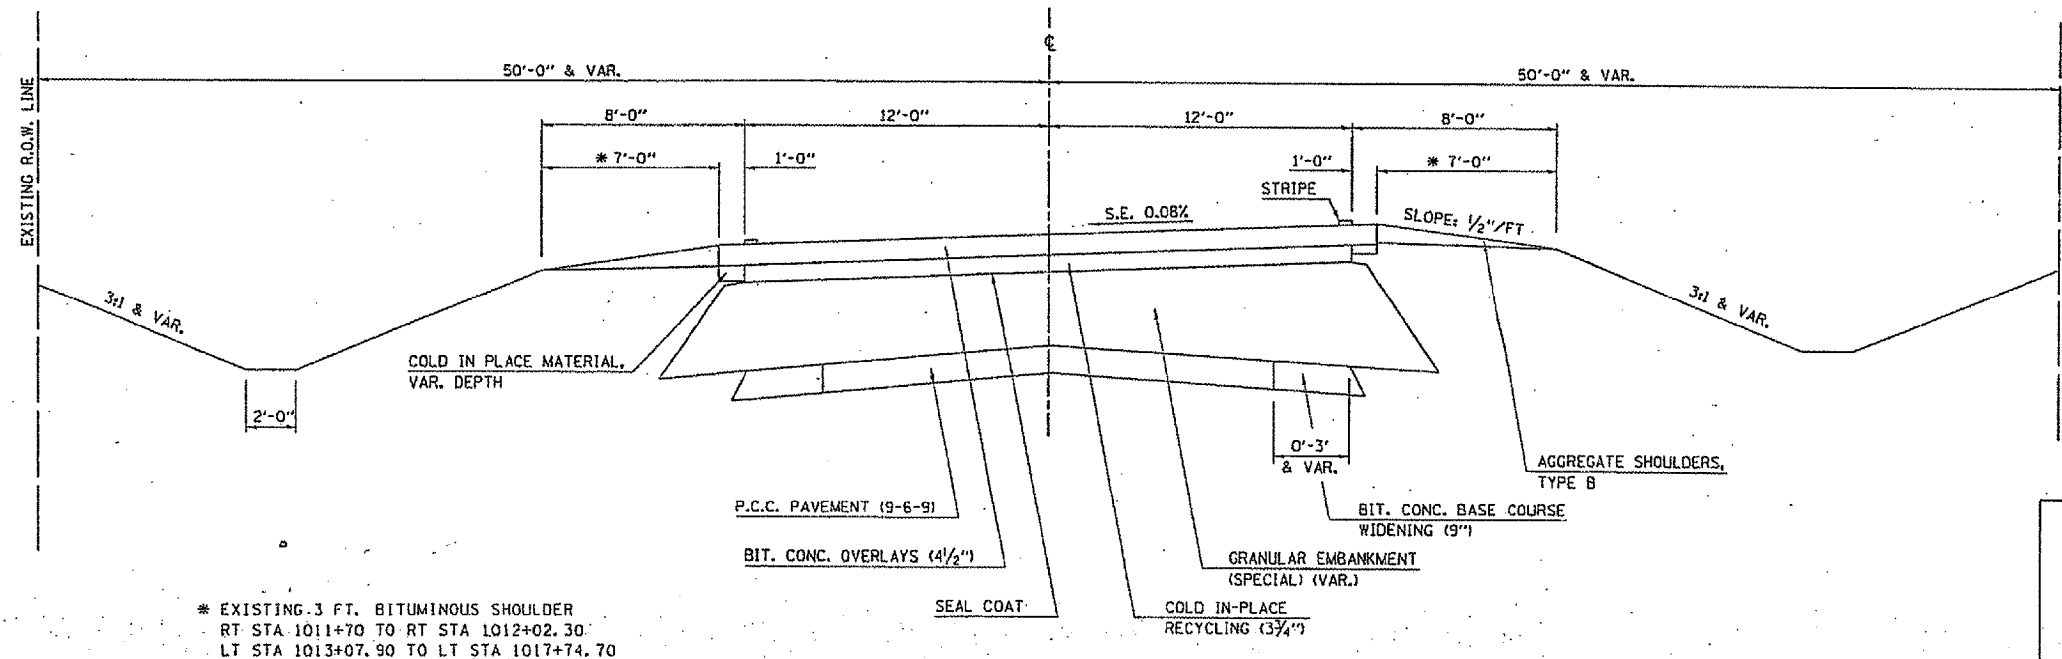 ℄
50'-0" & VAR.
50'-0" & VAR.
EXISTING R.O.W. LINE
8'-0"
12'-0"
12'-0"
8'-0"
* 7'-0"
1'-0"
1'-0"
* 7'-0"
STRIPE
S.E. 0.08%
SLOPE: 1/2"/FT
3:1 & VAR.
3:1 & VAR.
COLD IN PLACE MATERIAL,
VAR. DEPTH
2'-0"
0'-3'
& VAR.
AGGREGATE SHOULDERS,
TYPE B
P.C.C. PAVEMENT (9-6-9)
BIT. CONC. BASE COURSE
WIDENING (9")
BIT. CONC. OVERLAYS (4 1/2")
GRANULAR EMBANKMENT
(SPECIAL) (VAR.)
SEAL COAT
COLD IN-PLACE
RECYCLING (3 3/4")
* EXISTING 3 FT. BITUMINOUS SHOULDER
RT STA 1011+70 TO RT STA 1012+02.30
LT STA 1013+07.90 TO LT STA 1017+74.70